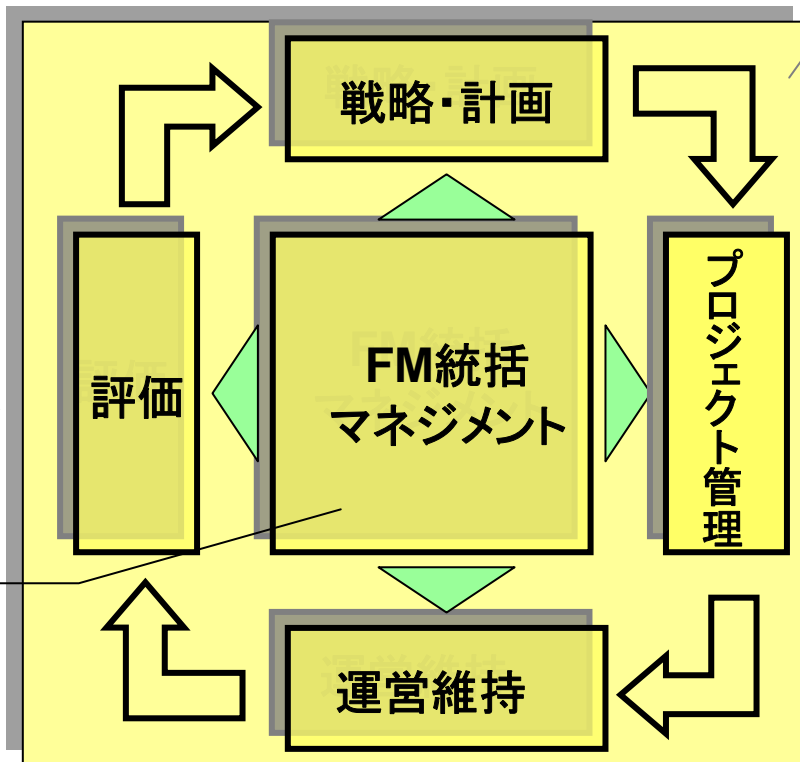 戦略・計画
プロジェクト管理
FM統括
マネジメント
評価
運営維持